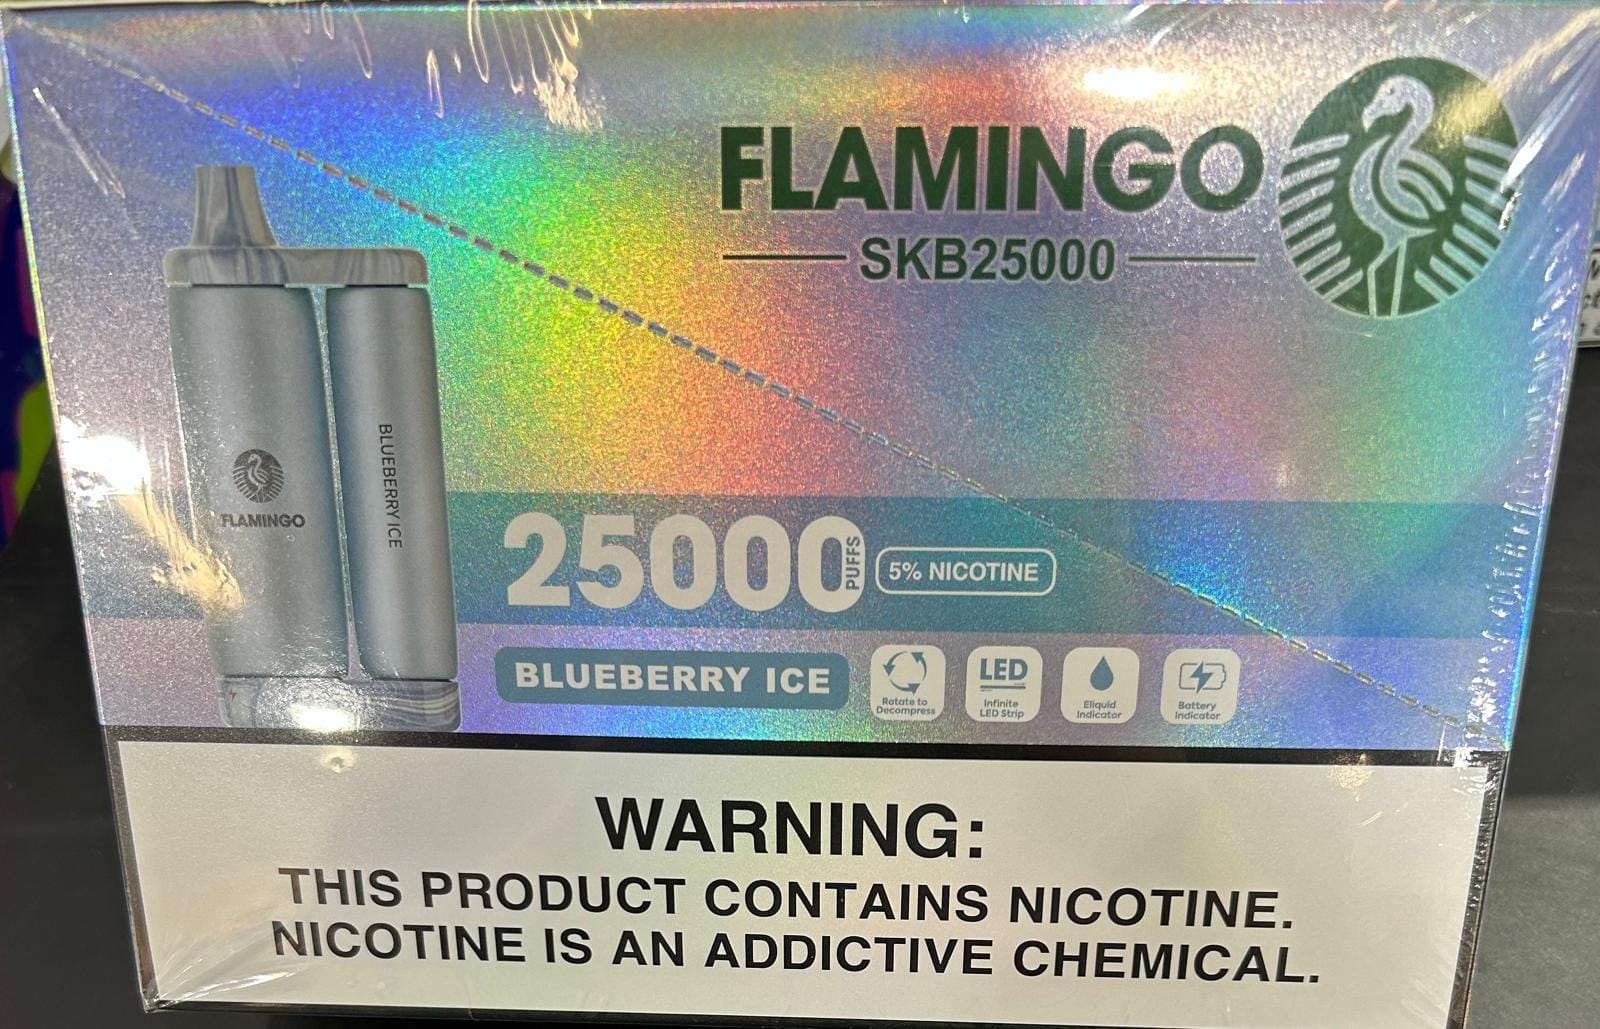 FLAMINGO
SKB25000
FLAMINGO
BLUEBERRY ICE
25000 PUFFS
5% NICOTINE
BLUEBERRY ICE
Rotate to
Decompress
LED
Infinite
LED Strip
Eliquid
Indicator
Battery
Indicator
WARNING:
THIS PRODUCT CONTAINS NICOTINE.
NICOTINE IS AN ADDICTIVE CHEMICAL.